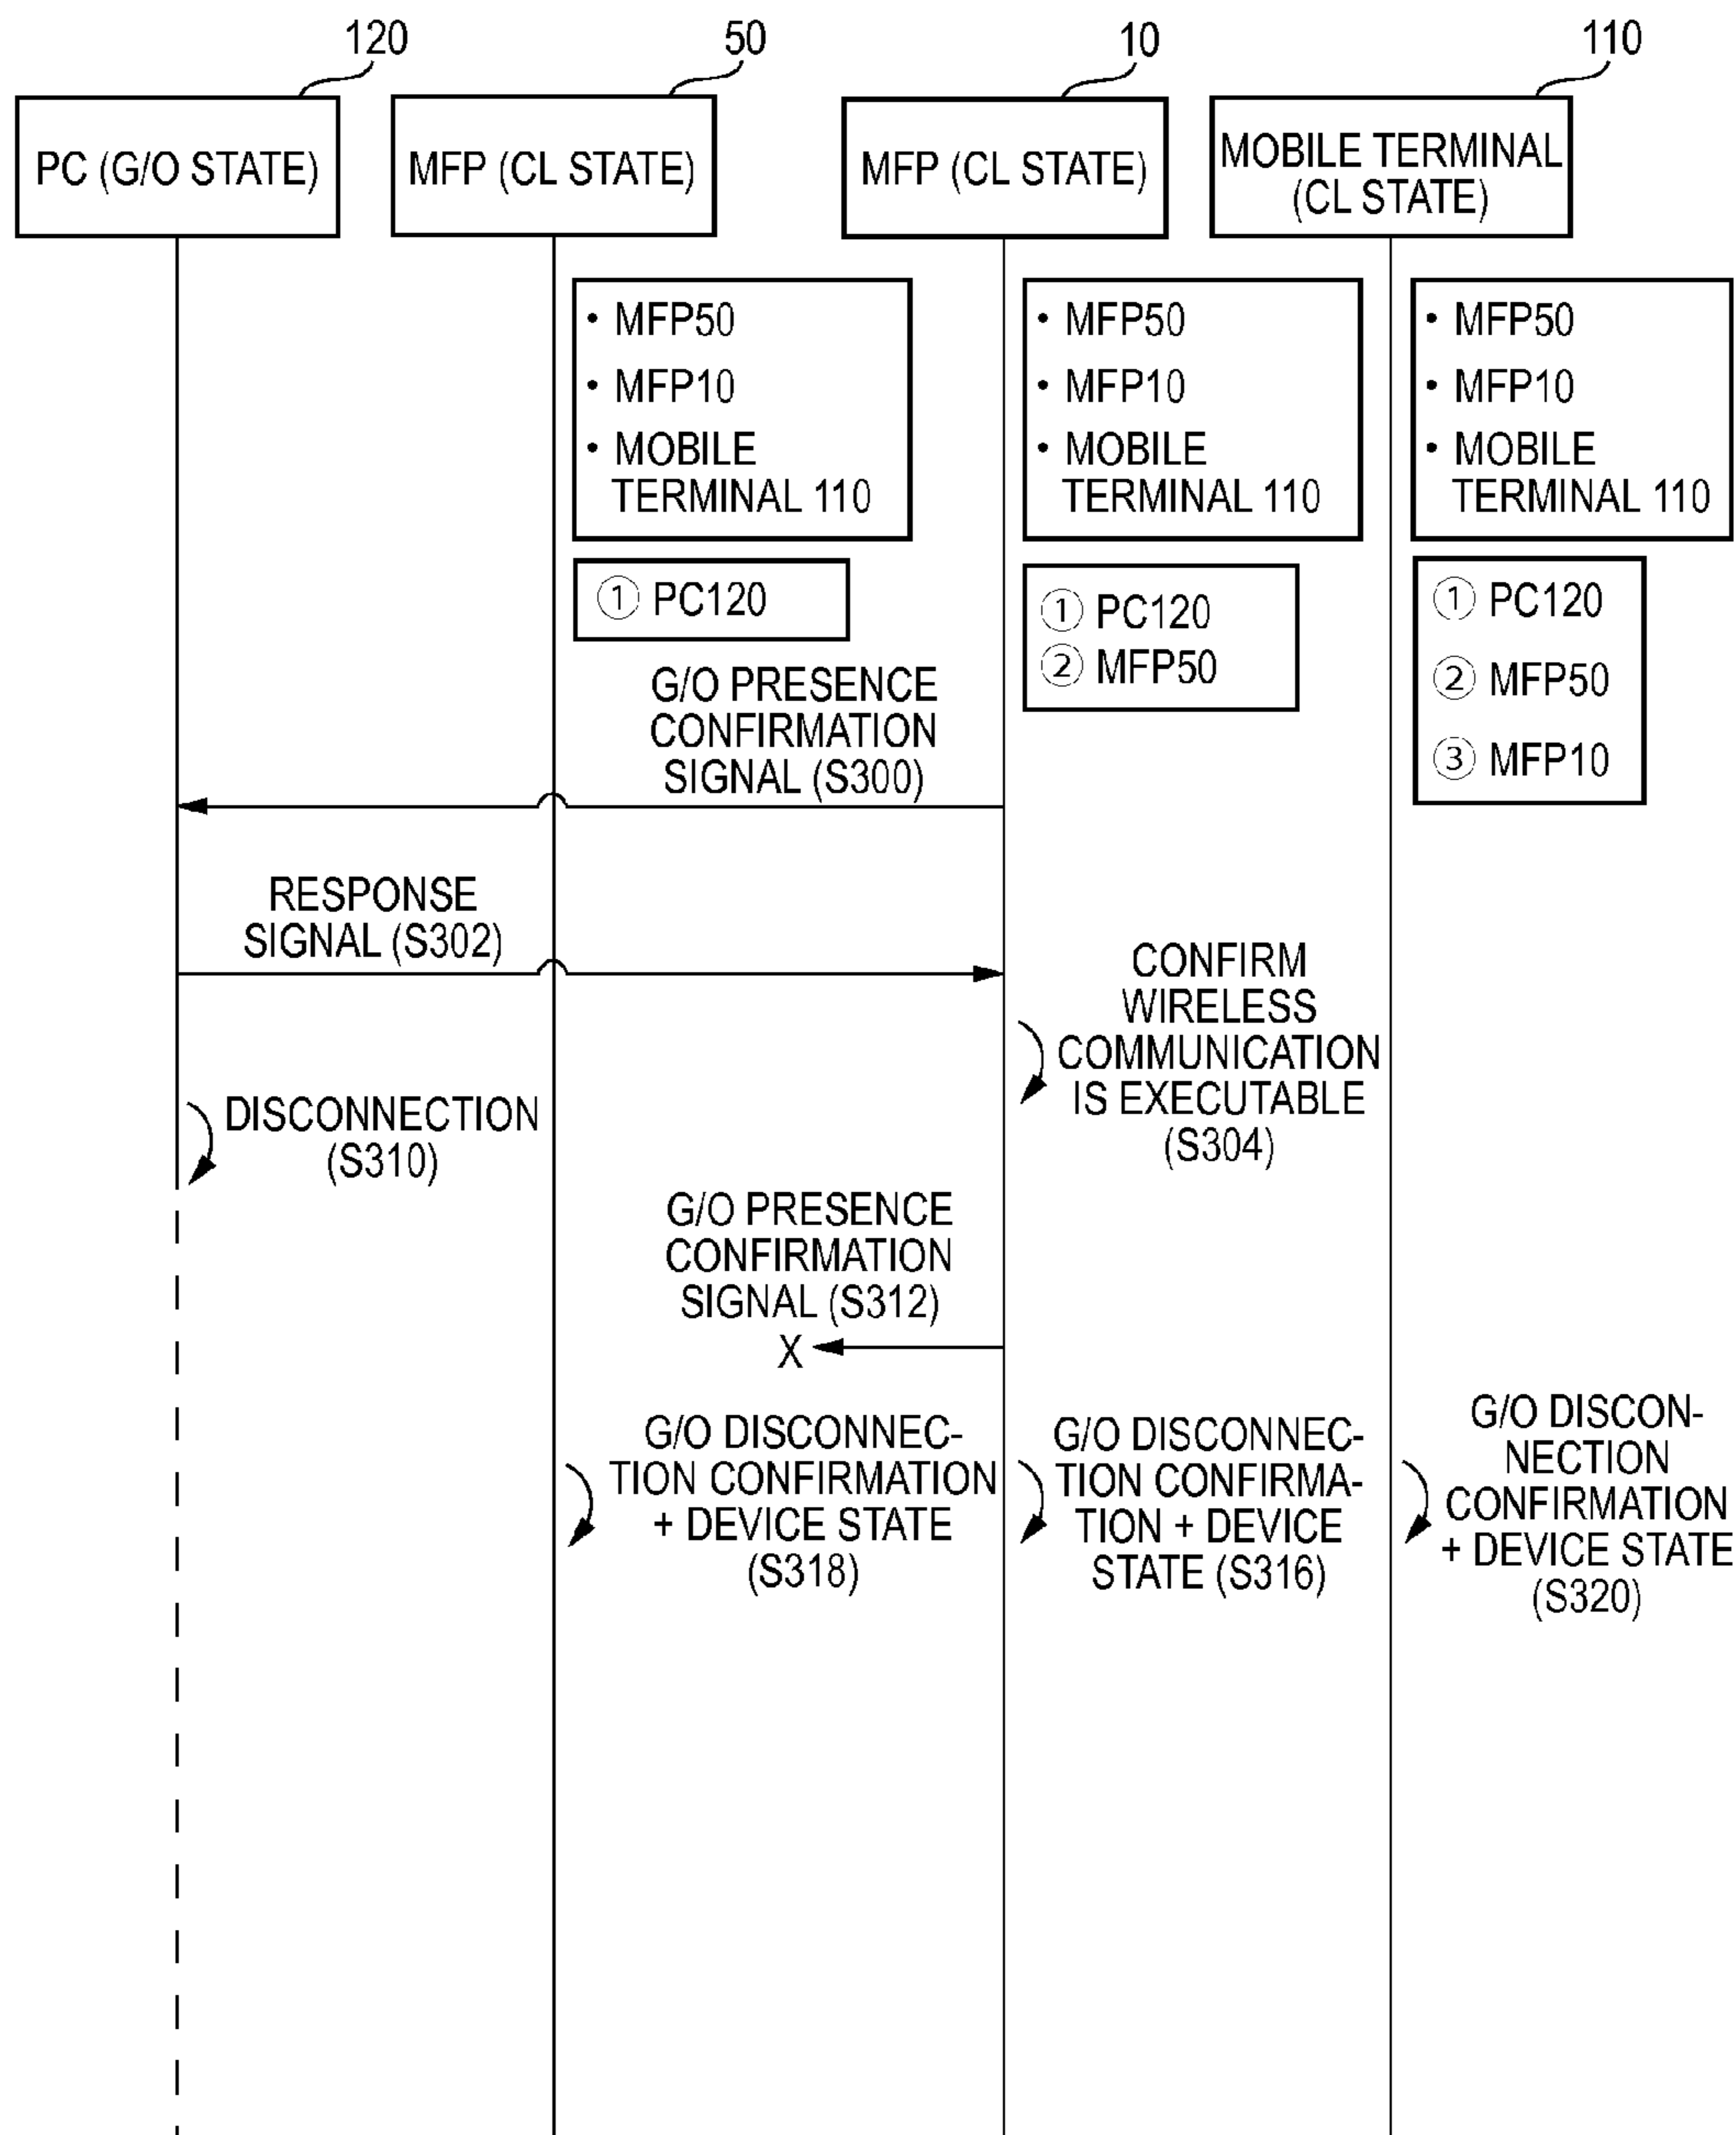 120
50
10
110
PC (G/O STATE)
MFP (CL STATE)
MFP (CL STATE)
MOBILE TERMINAL
(CL STATE)
• MFP50
• MFP10
• MOBILE
TERMINAL 110
• MFP50
• MFP10
• MOBILE
TERMINAL 110
• MFP50
• MFP10
• MOBILE
TERMINAL 110
① PC120
① PC120
② MFP50
① PC120
② MFP50
③ MFP10
G/O PRESENCE
CONFIRMATION
SIGNAL (S300)
RESPONSE
SIGNAL (S302)
CONFIRM
WIRELESS
COMMUNICATION
IS EXECUTABLE
(S304)
DISCONNECTION
(S310)
G/O PRESENCE
CONFIRMATION
SIGNAL (S312)
X
G/O DISCONNEC-
TION CONFIRMATION
+ DEVICE STATE
(S318)
G/O DISCONNEC-
TION CONFIRMA-
TION + DEVICE
STATE (S316)
G/O DISCON-
NECTION
CONFIRMATION
+ DEVICE STATE
(S320)